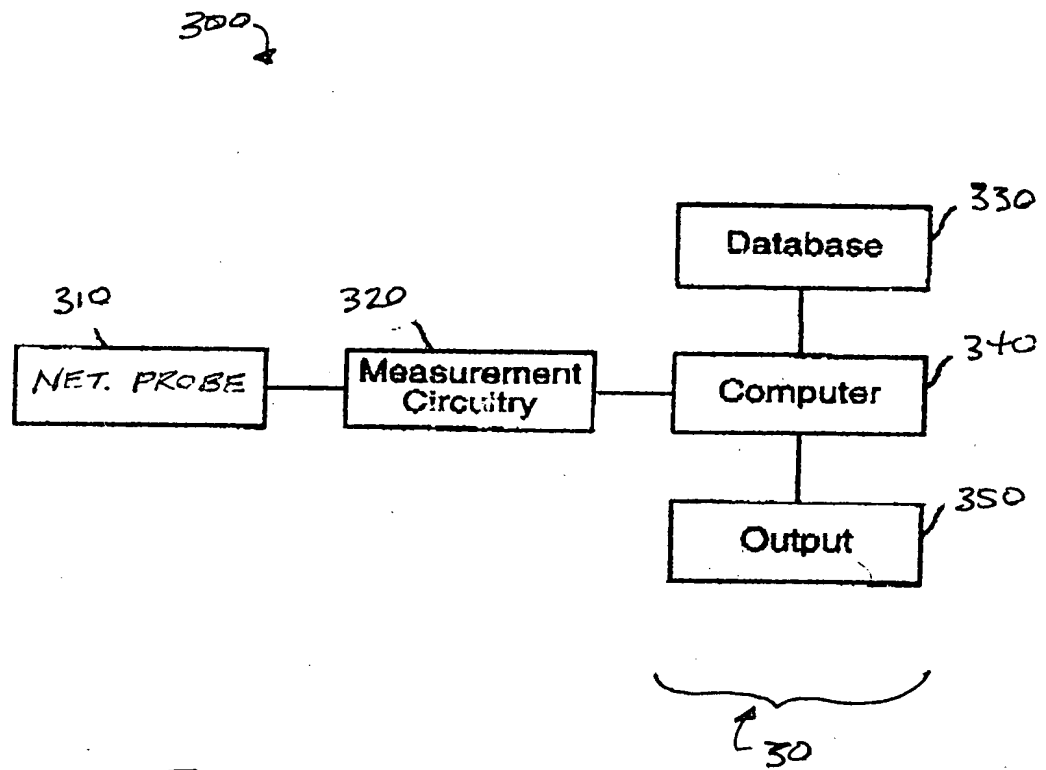 300
330
Database
310
320
340
NET. PROBE
Measurement
Circuitry
Computer
350
Output
30